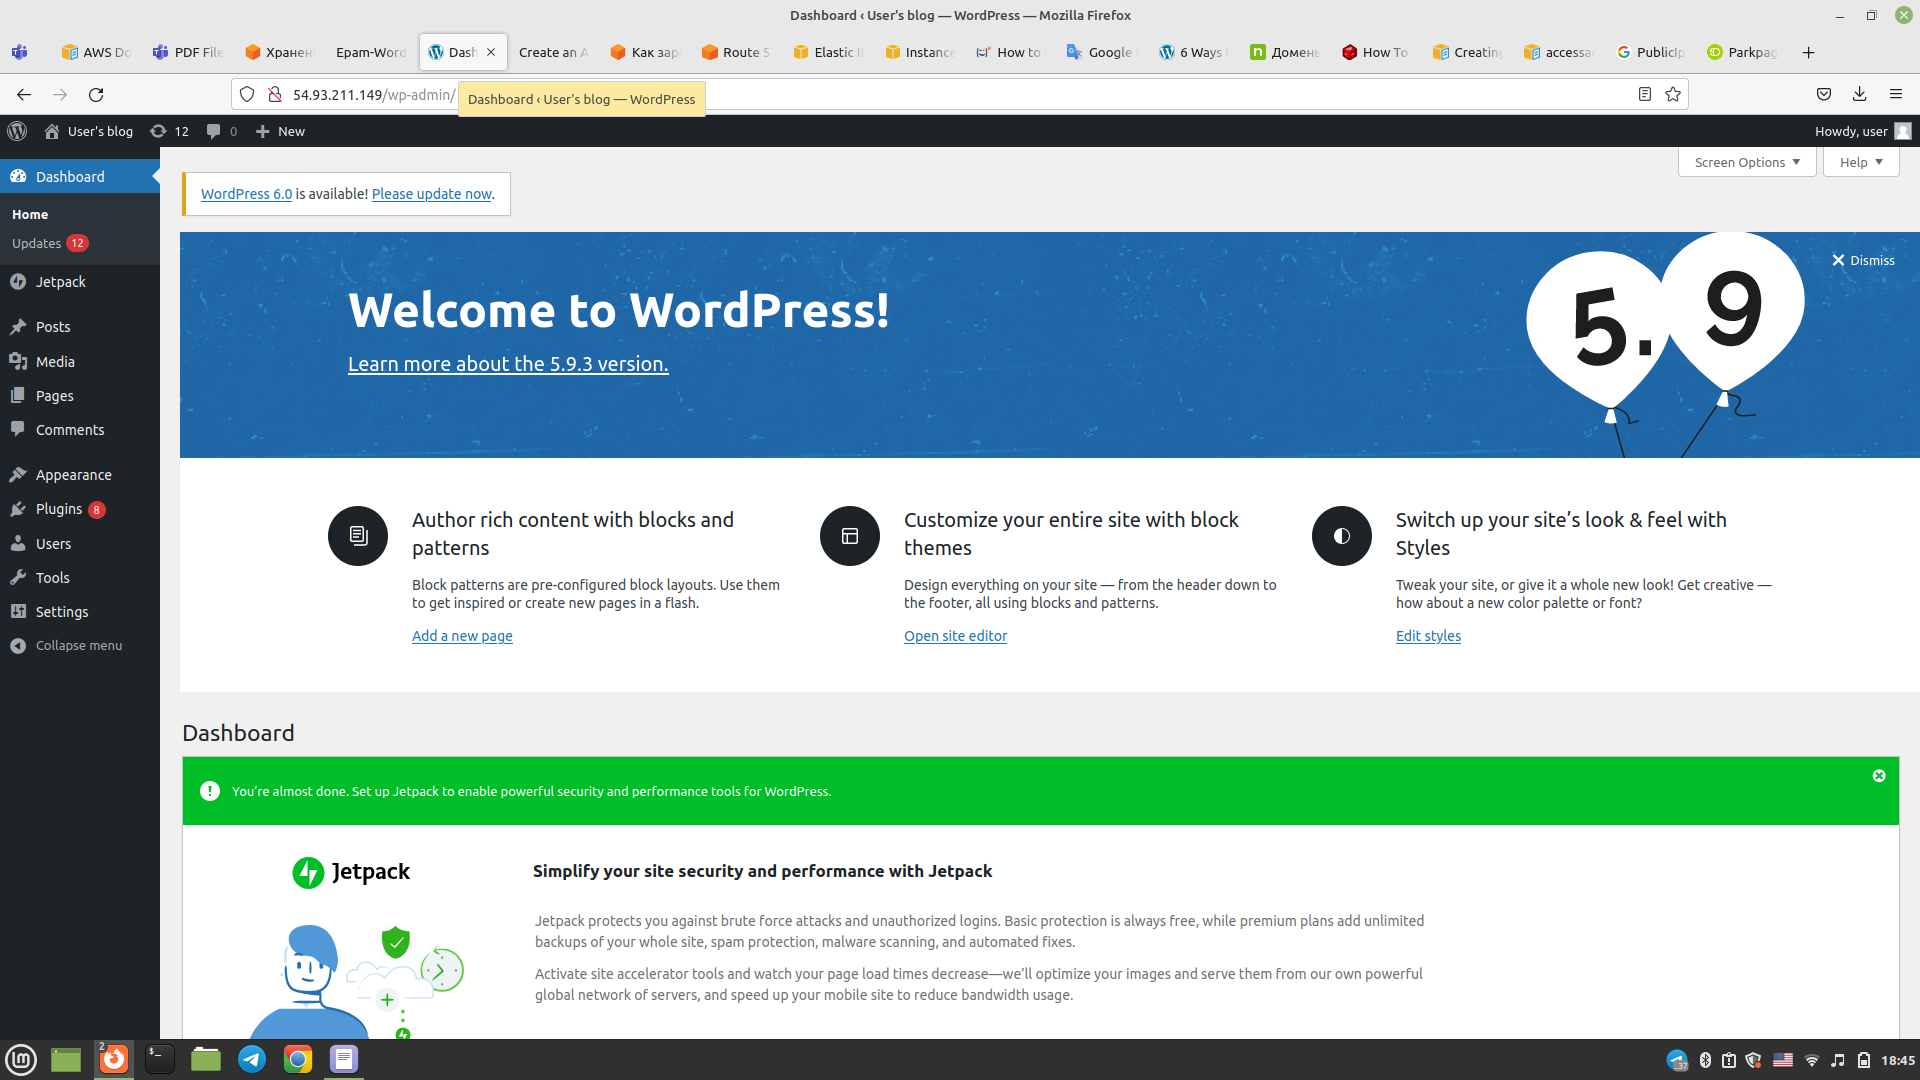 Dashboard ‹ User's blog — WordPress — Mozilla Firefox
AWS Do
PDF File
Хранен
Epam-Word
Dash
Create an A
Как зар
Route 5
Elastic I
Instance
How to
Google
6 Ways
Домень
How To
Creating
accessa
PublicIp
Parkpag
54.93.211.149/wp-admin/
Dashboard ‹ User's blog — WordPress
User's blog
12
0
New
Howdy, user
Dashboard
Home
Updates 12
Jetpack
Posts
Media
Pages
Comments
Appearance
Plugins 8
Users
Tools
Settings
Collapse menu
Screen Options
Help
WordPress 6.0 is available! Please update now.
Dismiss
Welcome to WordPress!
Learn more about the 5.9.3 version.
5.9
Author rich content with blocks and
patterns
Block patterns are pre-configured block layouts. Use them
to get inspired or create new pages in a flash.
Add a new page
Customize your entire site with block
themes
Design everything on your site — from the header down to
the footer, all using blocks and patterns.
Open site editor
Switch up your site’s look & feel with
Styles
Tweak your site, or give it a whole new look! Get creative —
how about a new color palette or font?
Edit styles
Dashboard
You’re almost done. Set up Jetpack to enable powerful security and performance tools for WordPress.
Jetpack
Simplify your site security and performance with Jetpack
Jetpack protects you against brute force attacks and unauthorized logins. Basic protection is always free, while premium plans add unlimited
backups of your whole site, spam protection, malware scanning, and automated fixes.
Activate site accelerator tools and watch your page load times decrease—we’ll optimize your images and serve them from our own powerful
global network of servers, and speed up your mobile site to reduce bandwidth usage.
2
$_
37
18:45